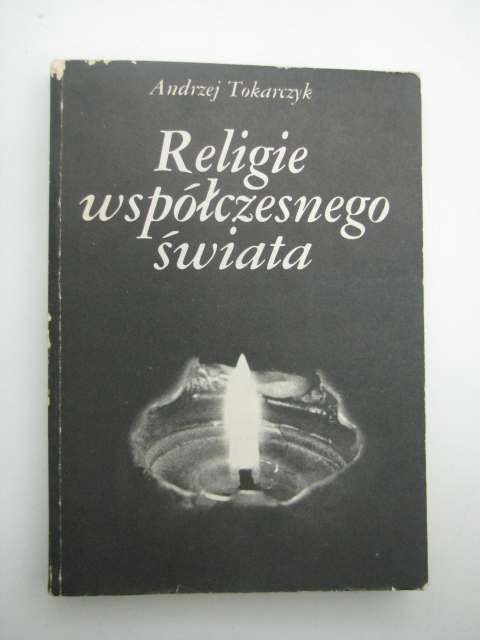 Andrzej Tokarczyk
Religie
współczesnego
świata